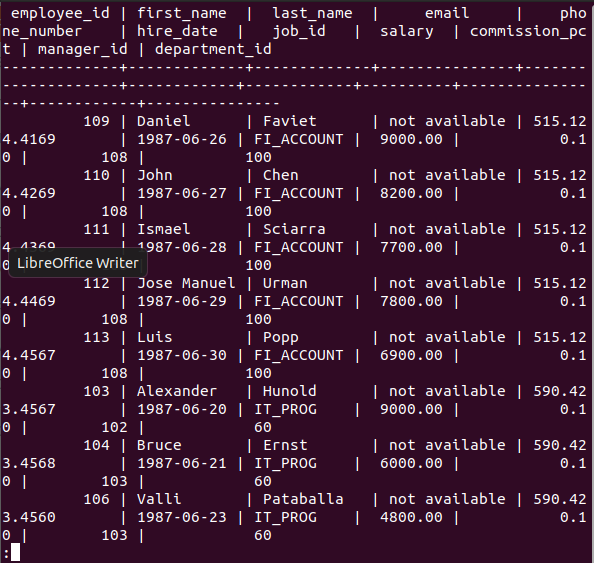 employee_id | first_name  |  last_name  |     email     |     pho
ne_number    | hire_date  |   job_id   |  salary  | commission_pc
t | manager_id | department_id
-------------+-------------+-------------+---------------+-------
-------------+------------+------------+----------+--------------
--+------------+---------------
109 | Daniel      | Faviet      | not available | 515.12
4.4169       | 1987-06-26 | FI_ACCOUNT | 9000.00 |           0.1
0 |        108 |            100
110 | John        | Chen        | not available | 515.12
4.4269       | 1987-06-27 | FI_ACCOUNT | 8200.00 |           0.1
0 |        108 |            100
111 | Ismael      | Sciarra     | not available | 515.12
4.4369       | 1987-06-28 | FI_ACCOUNT | 7700.00 |           0.1
LibreOffice Writer
100
112 | Jose Manuel | Urman       | not available | 515.12
4.4469       | 1987-06-29 | FI_ACCOUNT | 7800.00 |           0.1
0 |        108 |            100
113 | Luis        | Popp        | not available | 515.12
4.4567       | 1987-06-30 | FI_ACCOUNT | 6900.00 |           0.1
0 |        108 |            100
103 | Alexander   | Hunold      | not available | 590.42
3.4567       | 1987-06-20 | IT_PROG    | 9000.00 |           0.1
0 |        102 |             60
104 | Bruce       | Ernst       | not available | 590.42
3.4568       | 1987-06-21 | IT_PROG    | 6000.00 |           0.1
0 |        103 |             60
106 | Valli       | Pataballa   | not available | 590.42
3.4560       | 1987-06-23 | IT_PROG    | 4800.00 |           0.1
0 |        103 |             60
: